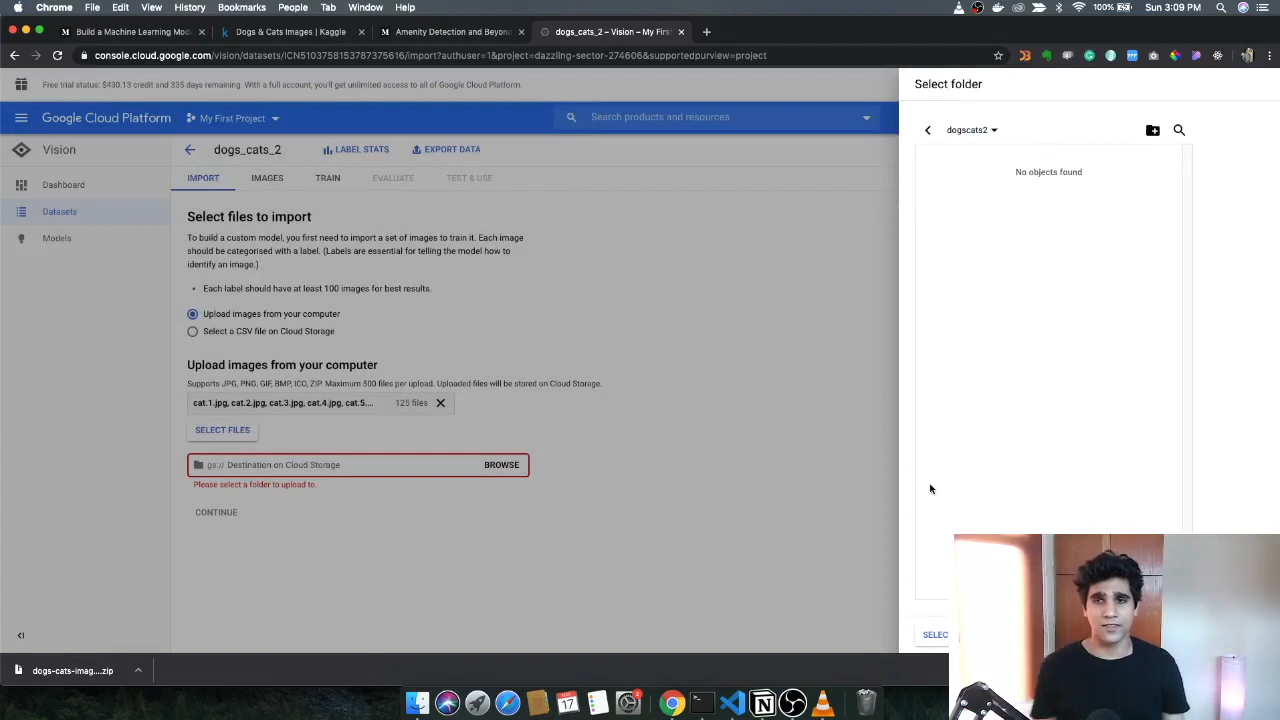 Chrome File Edit View History Bookmarks People Tab Window Help
100% Sun 3:09 PM
Build a Machine Learning Mode
Dogs & Cats Images | Kaggle
Amenity Detection and Beyond
dogs_cats_2 – Vision – My First
console.cloud.google.com/vision/datasets/ICN5103758153787375616/import?authuser=1&project=dazzling-sector-274606&supportedpurview=project
Free trial status: $430.13 credit and 335 days remaining. With a full account, you'll get unlimited access to all of Google Cloud Platform.
Google Cloud Platform
My First Project
Search products and resources
Vision
Dashboard
Datasets
Models
dogs_cats_2
LABEL STATS
EXPORT DATA
IMPORT
IMAGES
TRAIN
EVALUATE
TEST & USE
Select files to import
To build a custom model, you first need to import a set of images to train it. Each image
should be categorised with a label. (Labels are essential for telling the model how to
identify an image.)
• Each label should have at least 100 images for best results.
Upload images from your computer
Select a CSV file on Cloud Storage
Upload images from your computer
Supports JPG, PNG, GIF, BMP, ICO, ZIP. Maximum 500 files per upload. Uploaded files will be stored on Cloud Storage.
cat.1.jpg, cat.2.jpg, cat.3.jpg, cat.4.jpg, cat.5....
125 files
SELECT FILES
gs:// Destination on Cloud Storage
BROWSE
Please select a folder to upload to.
CONTINUE
Select folder
dogscats2
No objects found
SELEC
dogs-cats-imag....zip
MAY
17
2